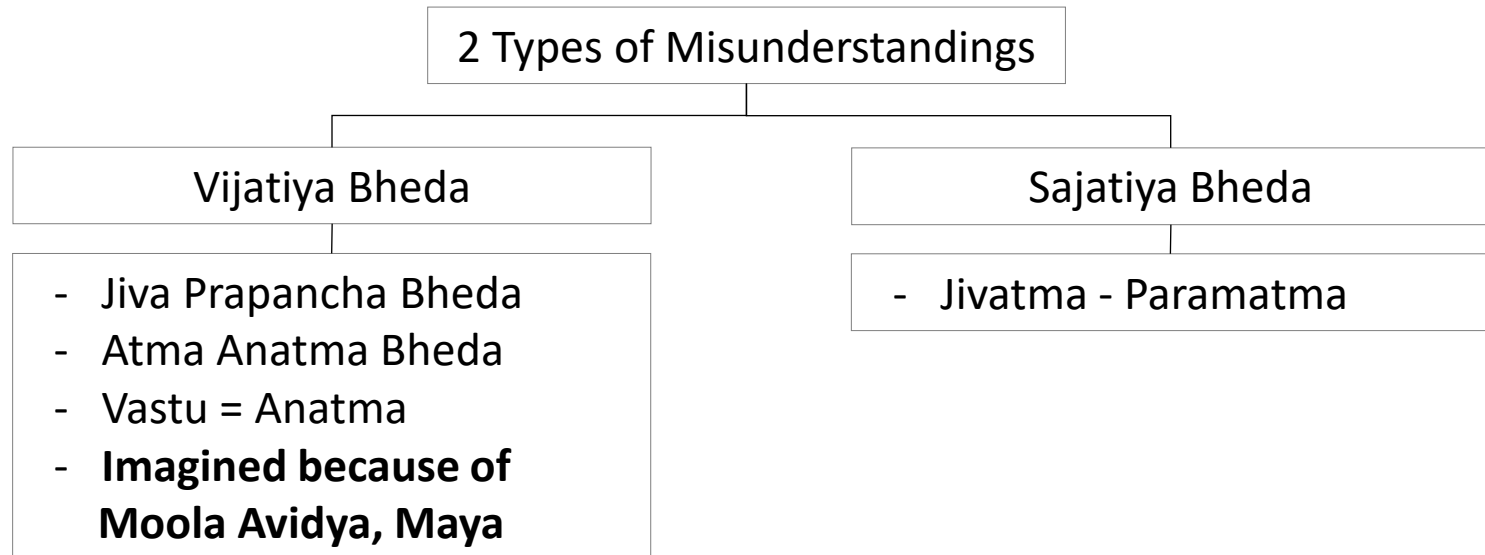 2 Types of Misunderstandings
Vijatiya Bheda
- Jiva Prapancha Bheda
- Atma Anatma Bheda
- Vastu = Anatma
- Imagined because of
Moola Avidya, Maya
Sajatiya Bheda
- Jivatma - Paramatma